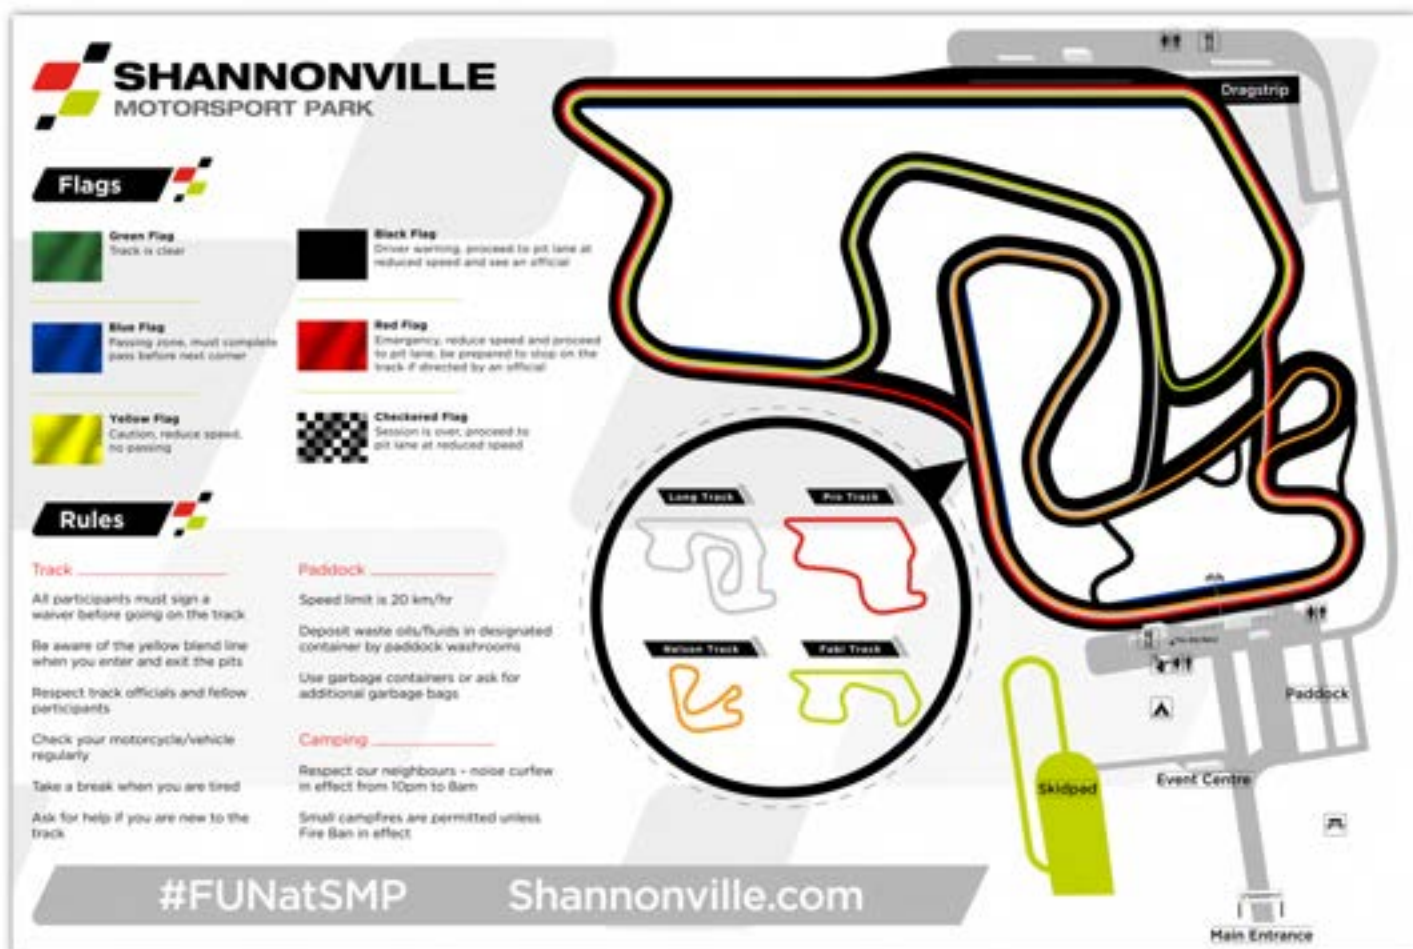 SHANNONVILLE
MOTORSPORT PARK
Flags
Green Flag
Track is clear
Blue Flag
Passing zone, must complete
pass before next corner
Yellow Flag
Caution, reduce speed,
no passing
Black Flag
Driver warning, proceed to pit lane at
reduced speed and see an official
Red Flag
Emergency, reduce speed and proceed
to pit lane, be prepared to stop on the
track if directed by an official
Checkered Flag
Session is over, proceed to
pit lane at reduced speed
Rules
Track
All participants must sign a
waiver before going on the track
Be aware of the yellow blend line
when you enter and exit the pits
Respect track officials and fellow
participants
Check your motorcycle/vehicle
regularly
Take a break when you are tired
Ask for help if you are new to the
track
Paddock
Speed limit is 20 km/hr
Deposit waste oils/fluids in designated
container by paddock washrooms
Use garbage containers or ask for
additional garbage bags
Camping
Respect our neighbours - noise curfew
in effect from 10pm to 8am
Small campfires are permitted unless
Fire Ban in effect
Dragstrip
Long Track
Pro Track
Nelson Track
Fabi Track
Paddock
Event Centre
Skidpad
Main Entrance
#FUNatSMP
Shannonville.com